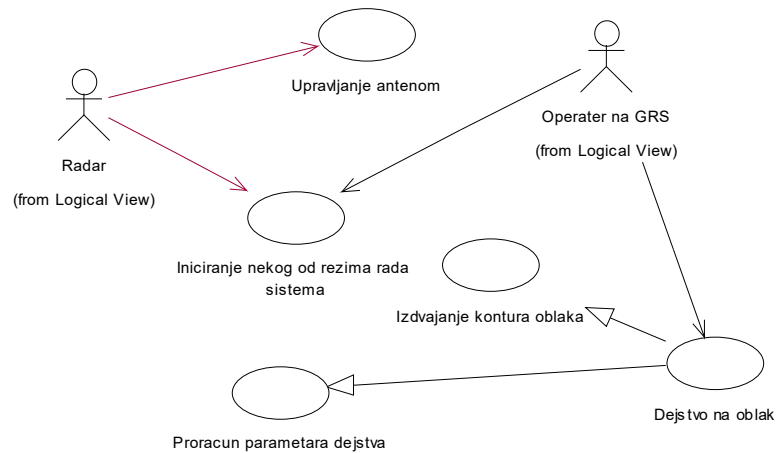 Upravljanje antenom
Operater na GRS
(from Logical View)
Radar
(from Logical View)
Iniciranje nekog od rezima rada
sistema
Izdvajanje kontura oblaka
Dejstvo na oblak
Proracun parametara dejstva